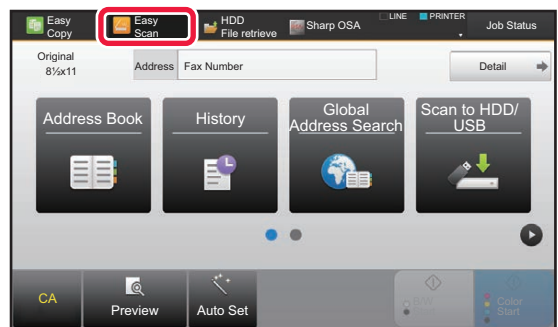 Easy Copy
Easy Scan
HDD File retrieve
Sharp OSA
LINE
PRINTER
Job Status
Original
8½x11
Address
Fax Number
Detail
Address Book
History
Global Address Search
Scan to HDD/ USB
CA
Preview
Auto Set
B/W
Start
Color
Start